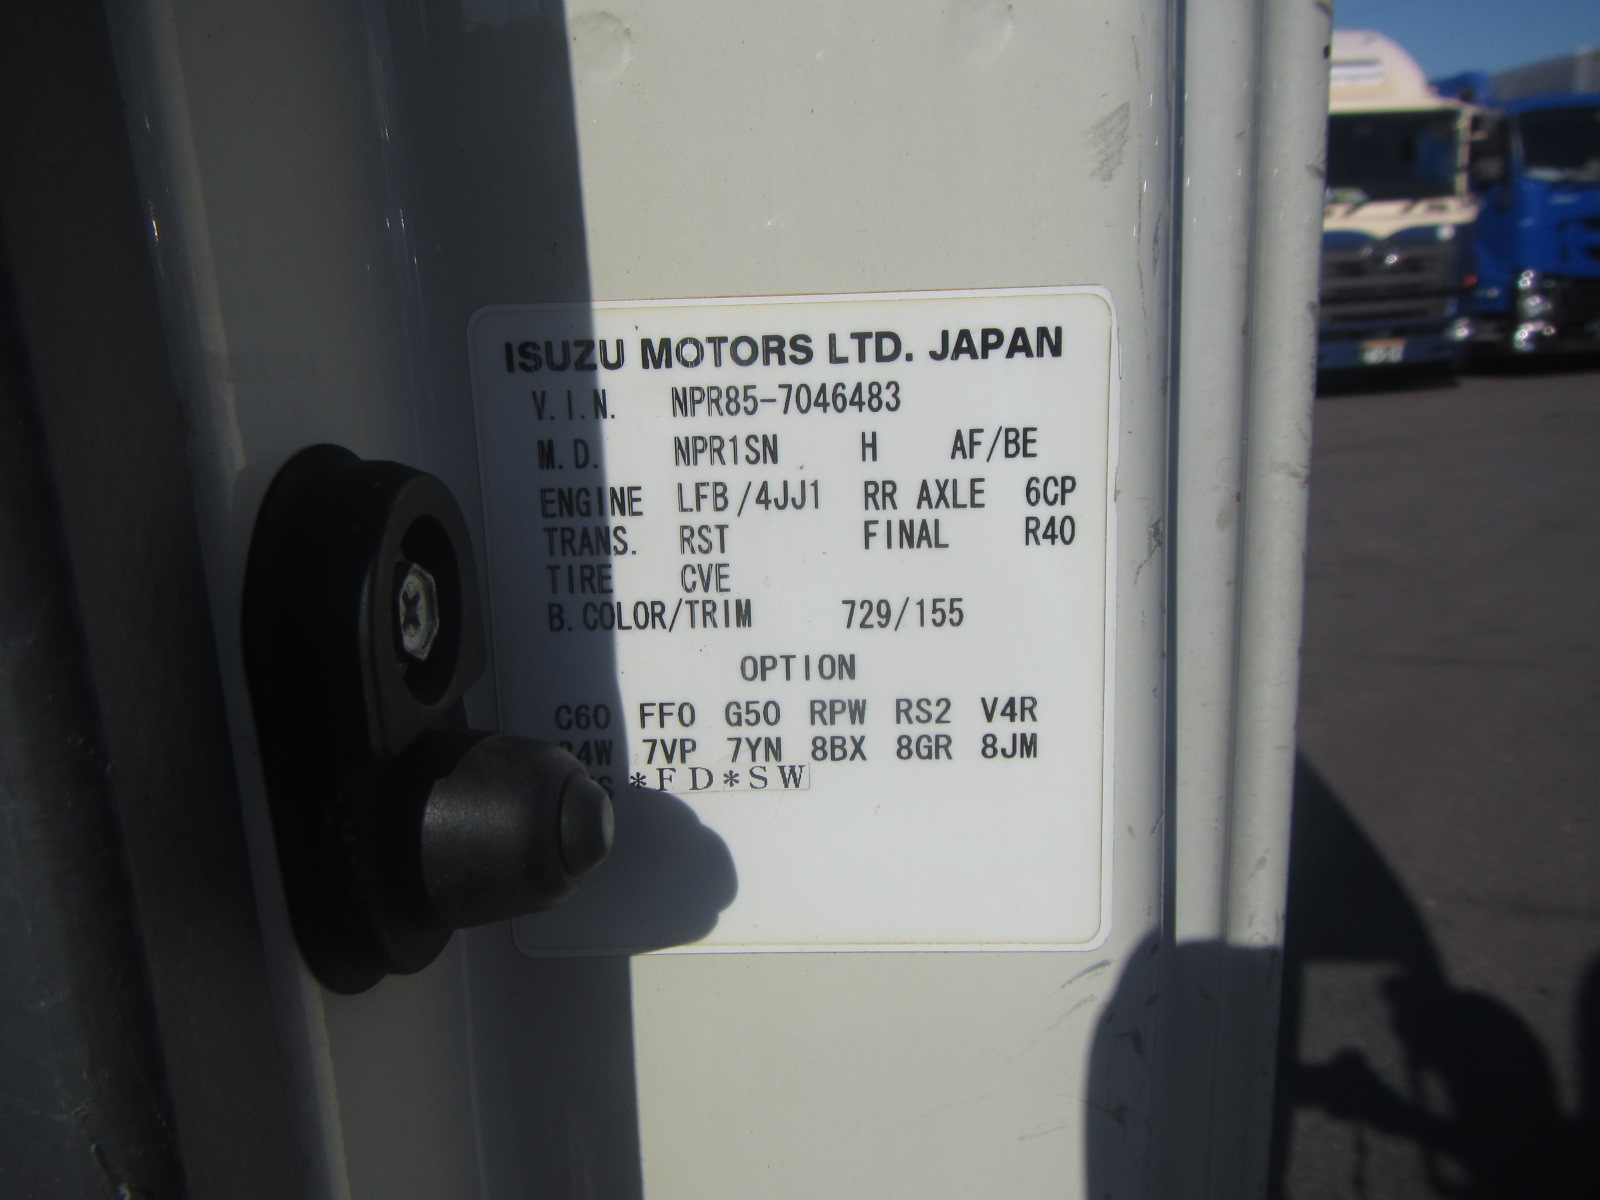 ISUZU MOTORS LTD. JAPAN
V.I.N. NPR85-7046483
M.D. NPR1SN H AF/BE
ENGINE LFB/4JJ1 RR AXLE 6CP
TRANS. RST FINAL R40
TIRE CVE
B.COLOR/TRIM 729/155
OPTION
C60 FF0 G50 RPW RS2 V4R
7VP 7YN 8BX 8GR 8JM
*FD*SW